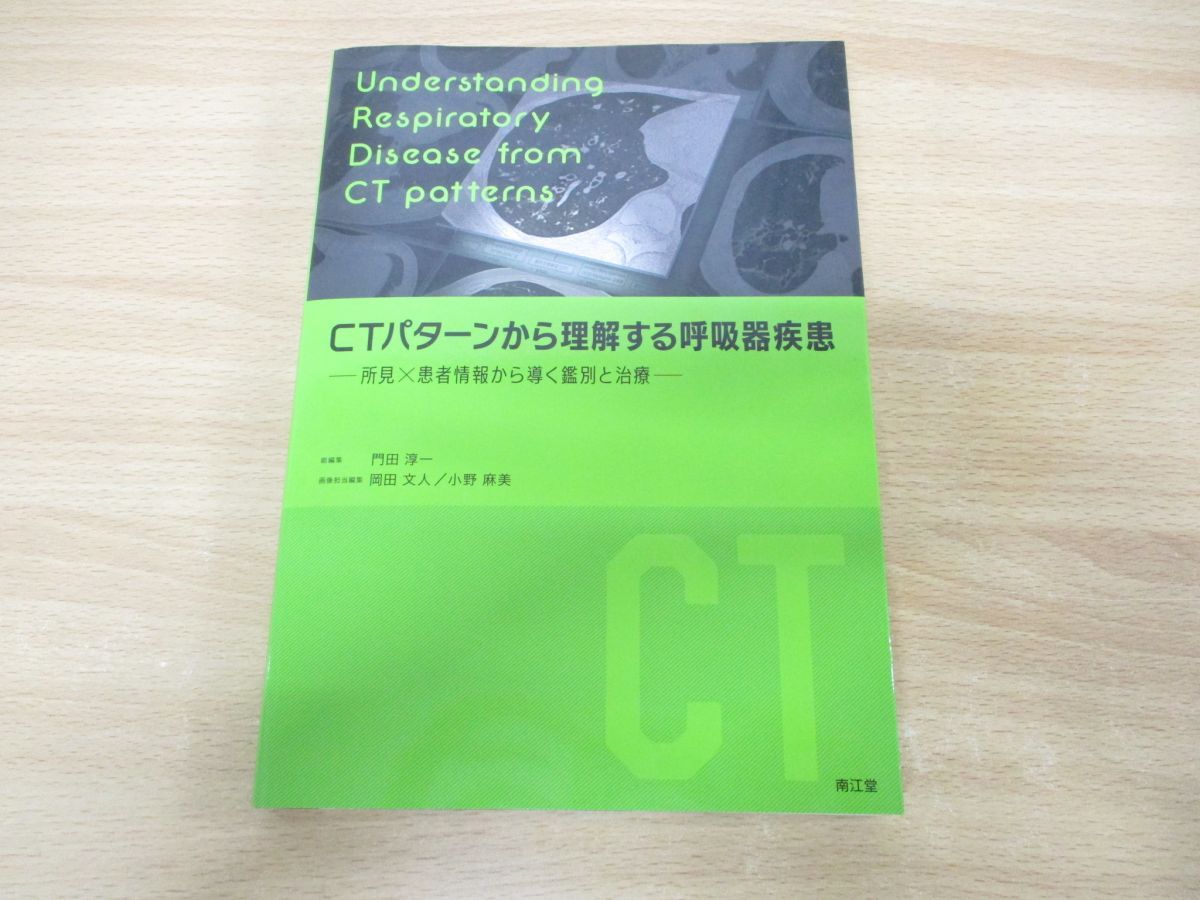 Understanding
Respiratory
Disease from
CT patterns
CTパターンから理解する呼吸器疾患
―所見×患者情報から導く鑑別と治療―
総編集 門田 淳一
画像担当編集 岡田 文人／小野 麻美
CT
南江堂